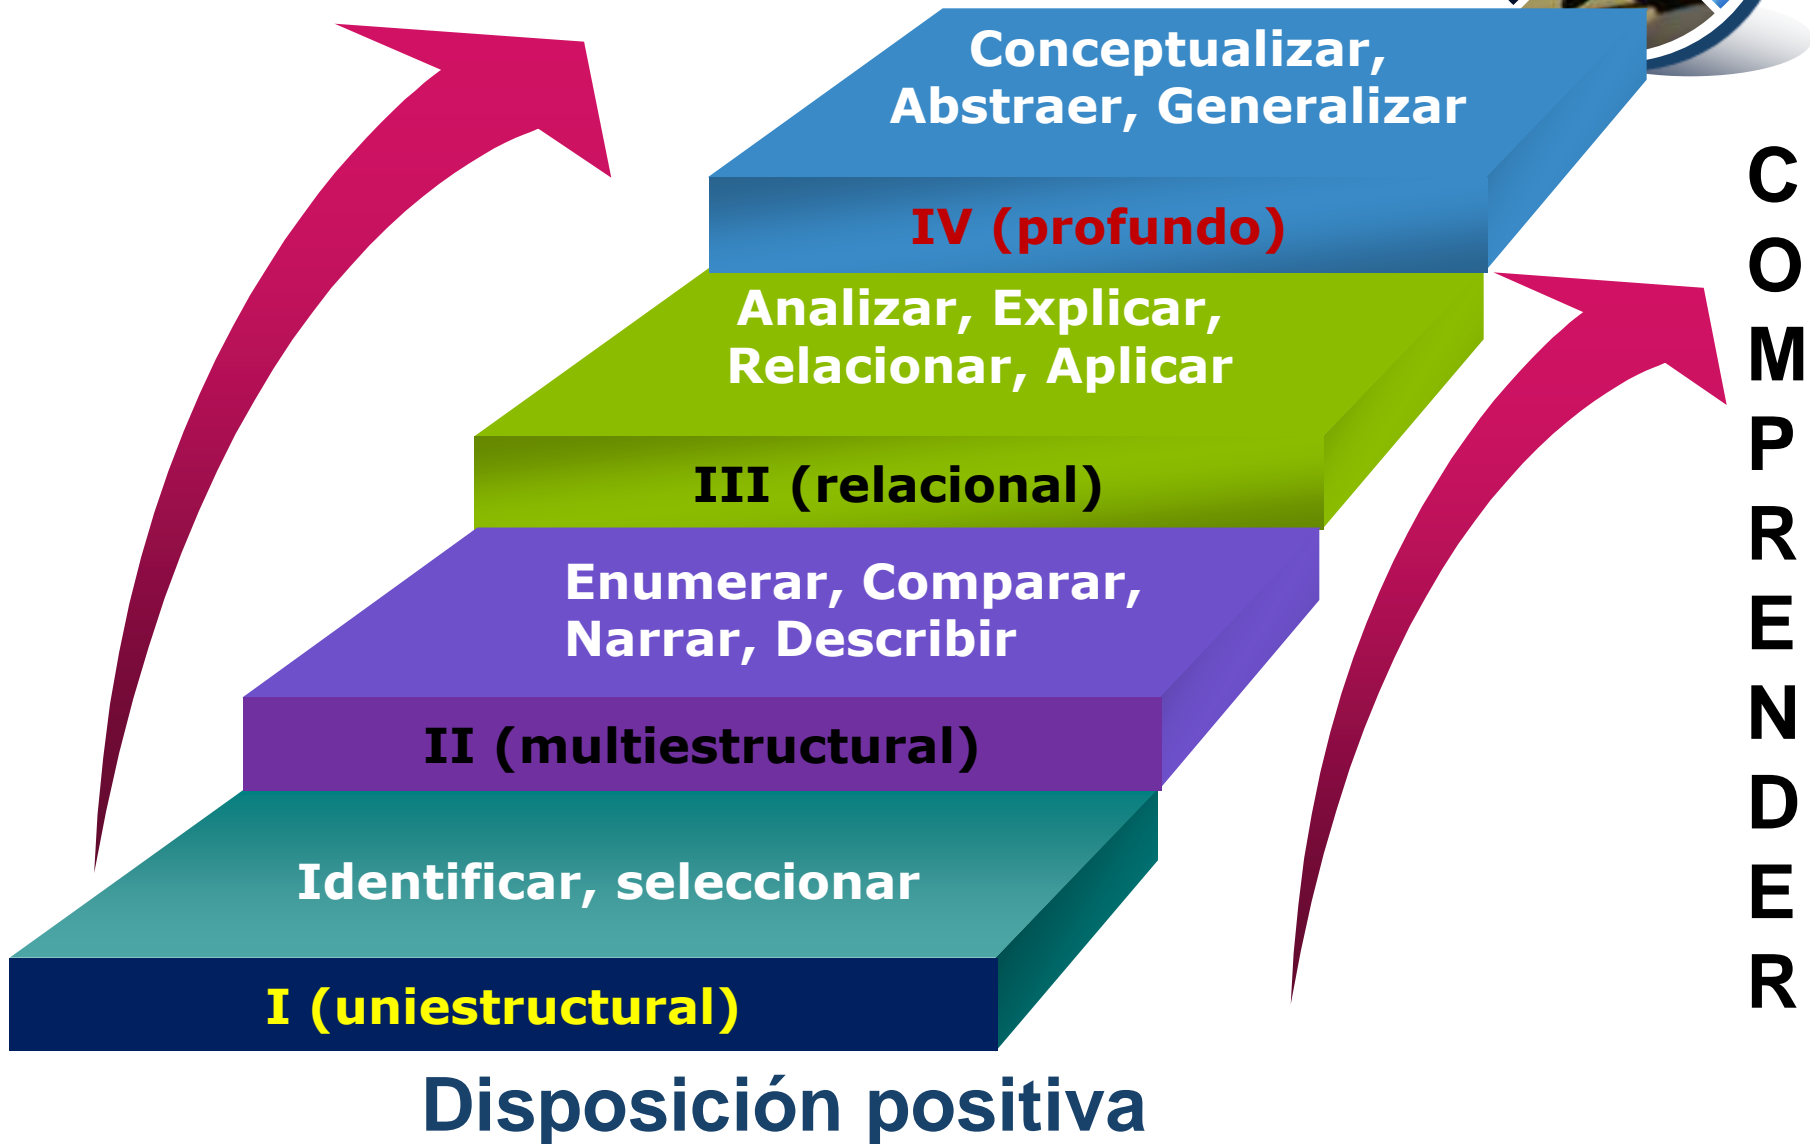 Conceptualizar,
Abstraer, Generalizar
IV (profundo)
Analizar, Explicar,
Relacionar, Aplicar
III (relacional)
Enumerar, Comparar,
Narrar, Describir
II (multiestructural)
Identificar, seleccionar
I (uniestructural)
Disposición positiva
C
O
M
P
R
E
N
D
E
R